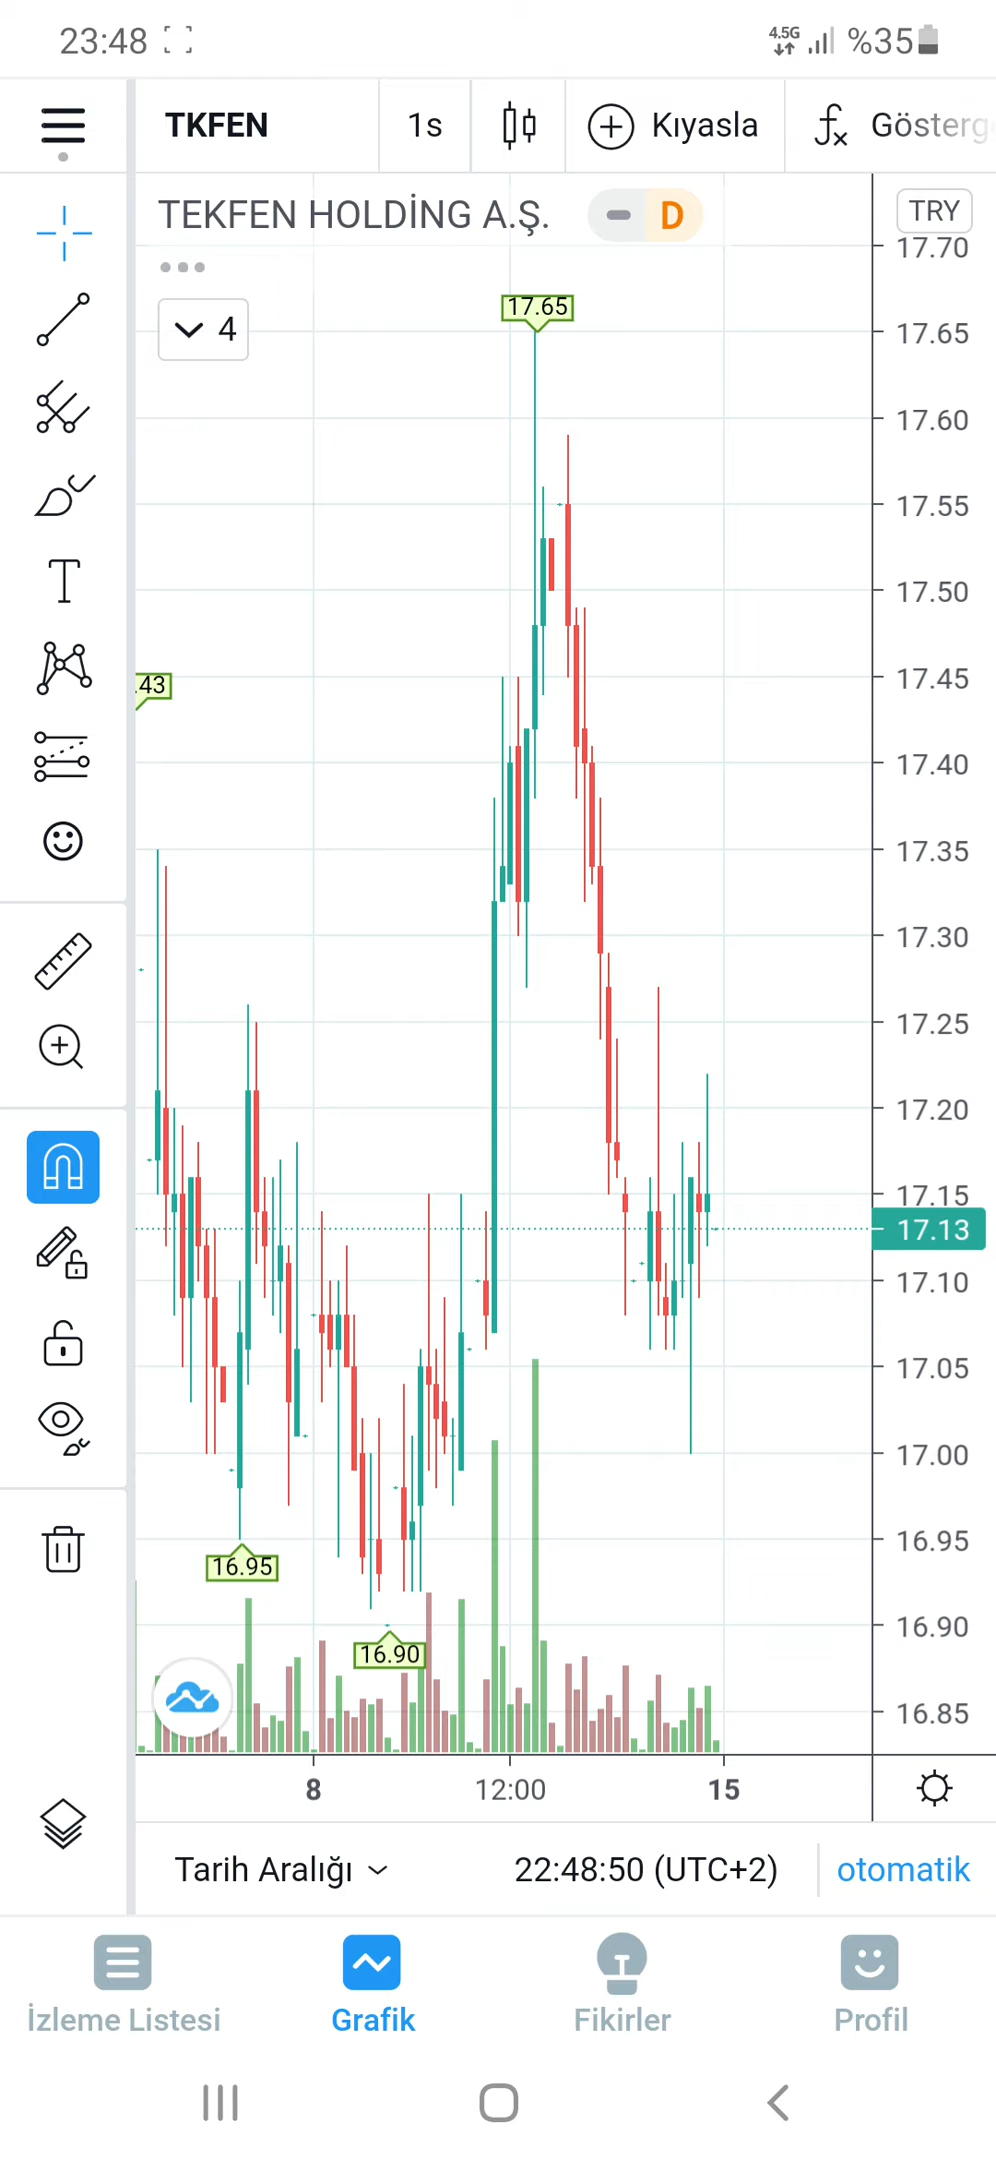 23:48
4.5G
%35
TKFEN
1s
Kıyasla
Götserg
TEKFEN HOLDİNG A.Ş.
D
TRY
4
17.70
17.65
17.65
17.60
17.55
17.50
.43
17.45
17.40
17.35
17.30
17.25
17.20
17.15
17.13
17.10
17.05
17.00
16.95
16.95
16.90
16.90
16.85
8
12:00
15
Tarih Aralığı
22:48:50 (UTC+2)
otomatik
İzleme Listesi
Grafik
Fikirler
Profil